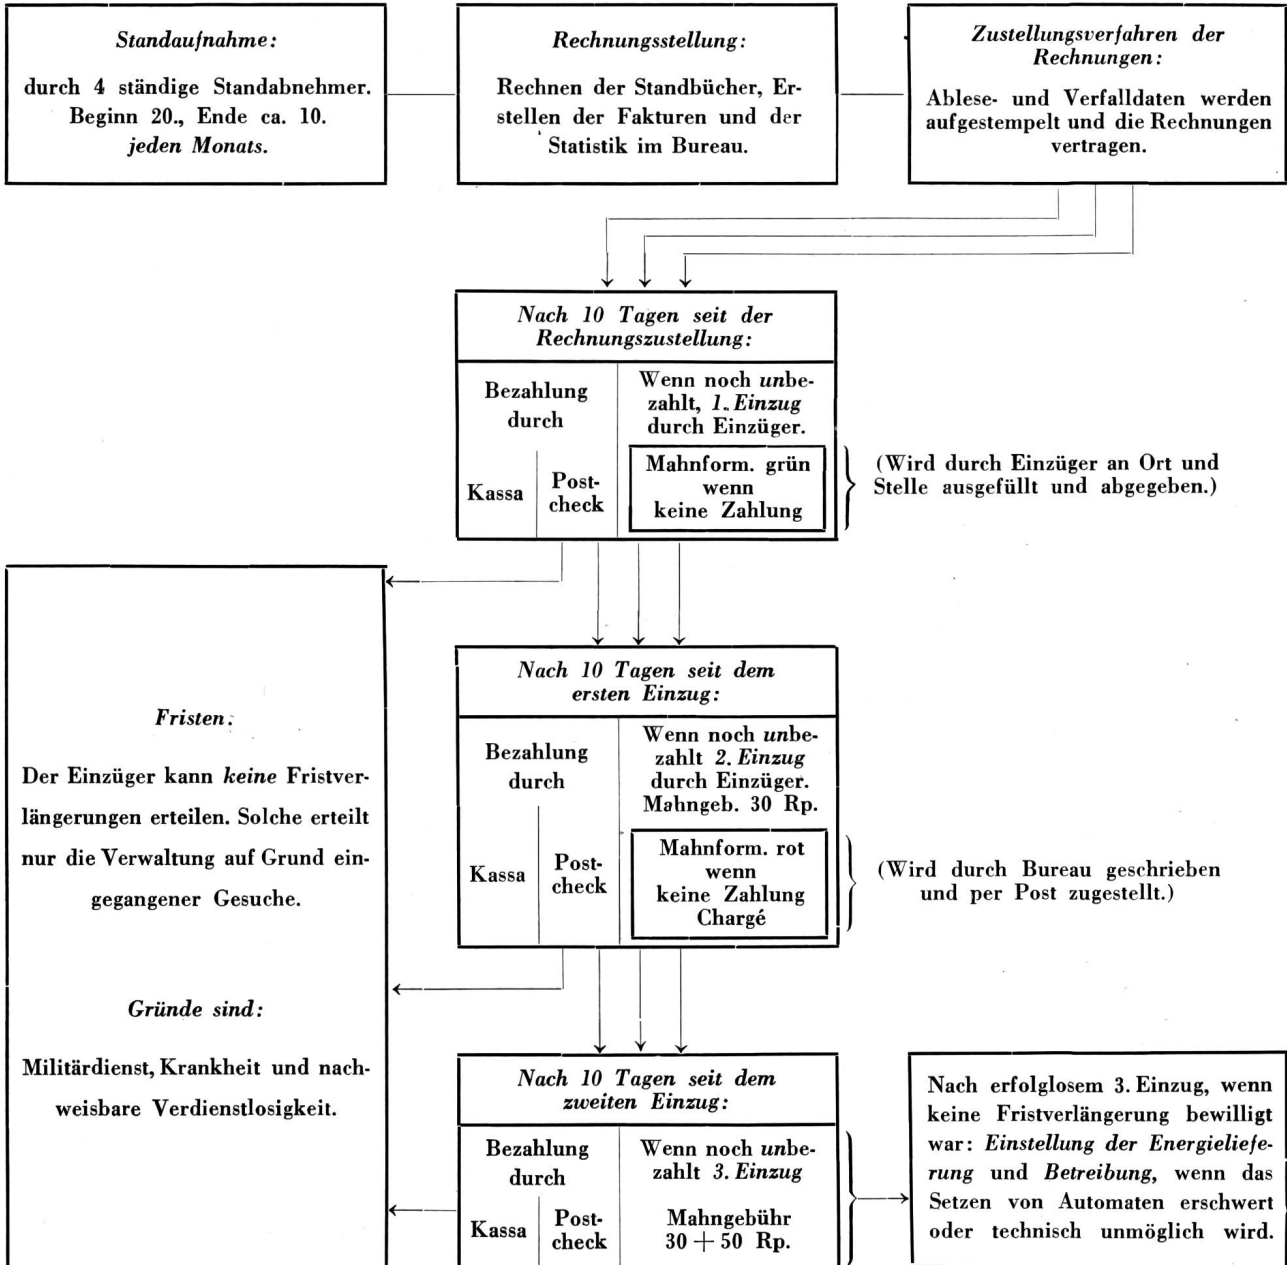 Standaufnahme:
durch 4 ständige Standabnehmer.
Beginn 20., Ende ca. 10.
jeden Monats.
Rechnungsstellung:
Rechnen der Standbücher, Er-
stellen der Fakturen und der
Statistik im Bureau.
Zustellungsverfahren der
Rechnungen:
Ablese- und Verfalldaten werden
aufgestempelt und die Rechnungen
vertragen.
Nach 10 Tagen seit der
Rechnungszustellung:
Bezahlung
durch
Kassa
Post-
check
Wenn noch unbe-
zahlt, 1. Einzug
durch Einzüger.
Mahnform. grün
wenn
keine Zahlung
(Wird durch Einzüger an Ort und
Stelle ausgefüllt und abgegeben.)
Fristen:
Der Einzüger kann keine Fristver-
längerungen erteilen. Solche erteilt
nur die Verwaltung auf Grund ein-
gegangener Gesuche.
Gründe sind:
Militärdienst, Krankheit und nach-
weisbare Verdienstlosigkeit.
Nach 10 Tagen seit dem
ersten Einzug:
Bezahlung
durch
Kassa
Post-
check
Wenn noch unbe-
zahlt 2. Einzug
durch Einzüger.
Mahngeb. 30 Rp.
Mahnform. rot
wenn
keine Zahlung
Chargé
(Wird durch Bureau geschrieben
und per Post zugestellt.)
Nach 10 Tagen seit dem
zweiten Einzug:
Bezahlung
durch
Kassa
Post-
check
Wenn noch unbe-
zahlt 3. Einzug
Mahngebühr
30 + 50 Rp.
Nach erfolglosem 3. Einzug, wenn
keine Fristverlängerung bewilligt
war: Einstellung der Energieliefe-
rung und Betreibung, wenn das
Setzen von Automaten erschwert
oder technisch unmöglich wird.